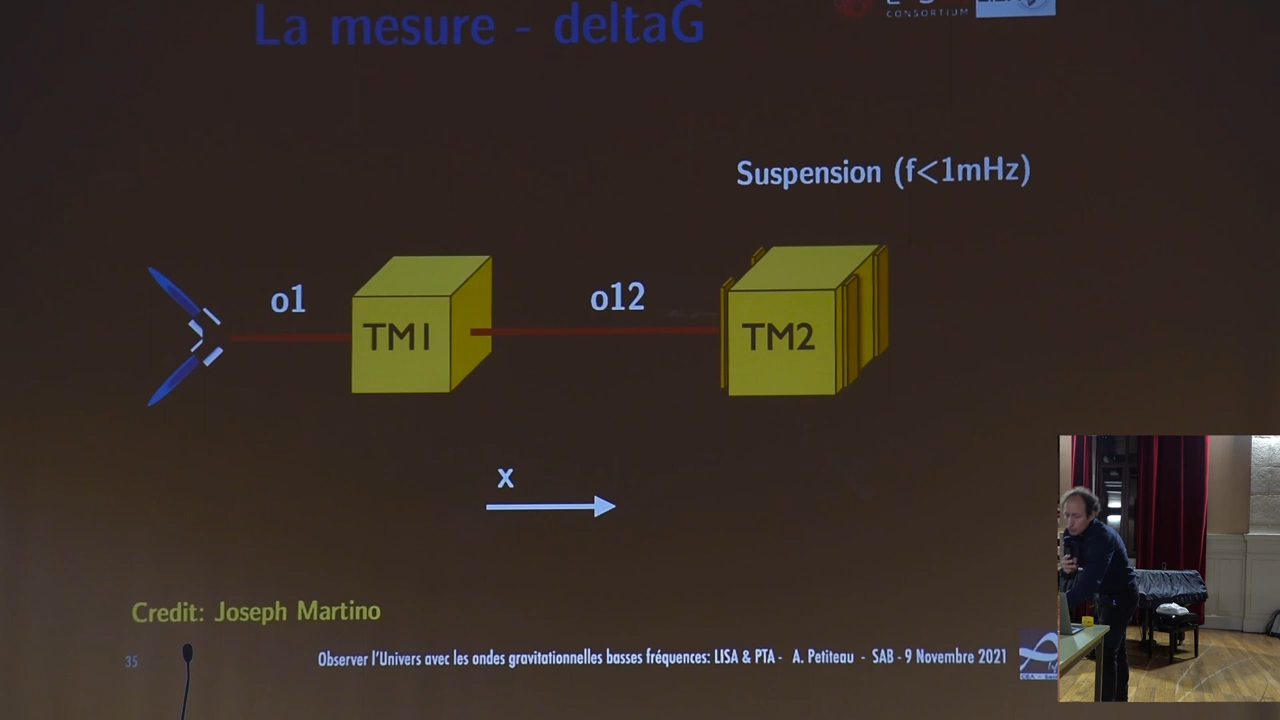 La mesure - deltaG
CONSORTIUM
Suspension (f<1mHz)
o1
o12
TM1
TM2
x
Credit: Joseph Martino
35
Observer l'Univers avec les ondes gravitationnelles basses fréquences: LISA & PTA - A. Petiteau - SAB - 9 Novembre 2021